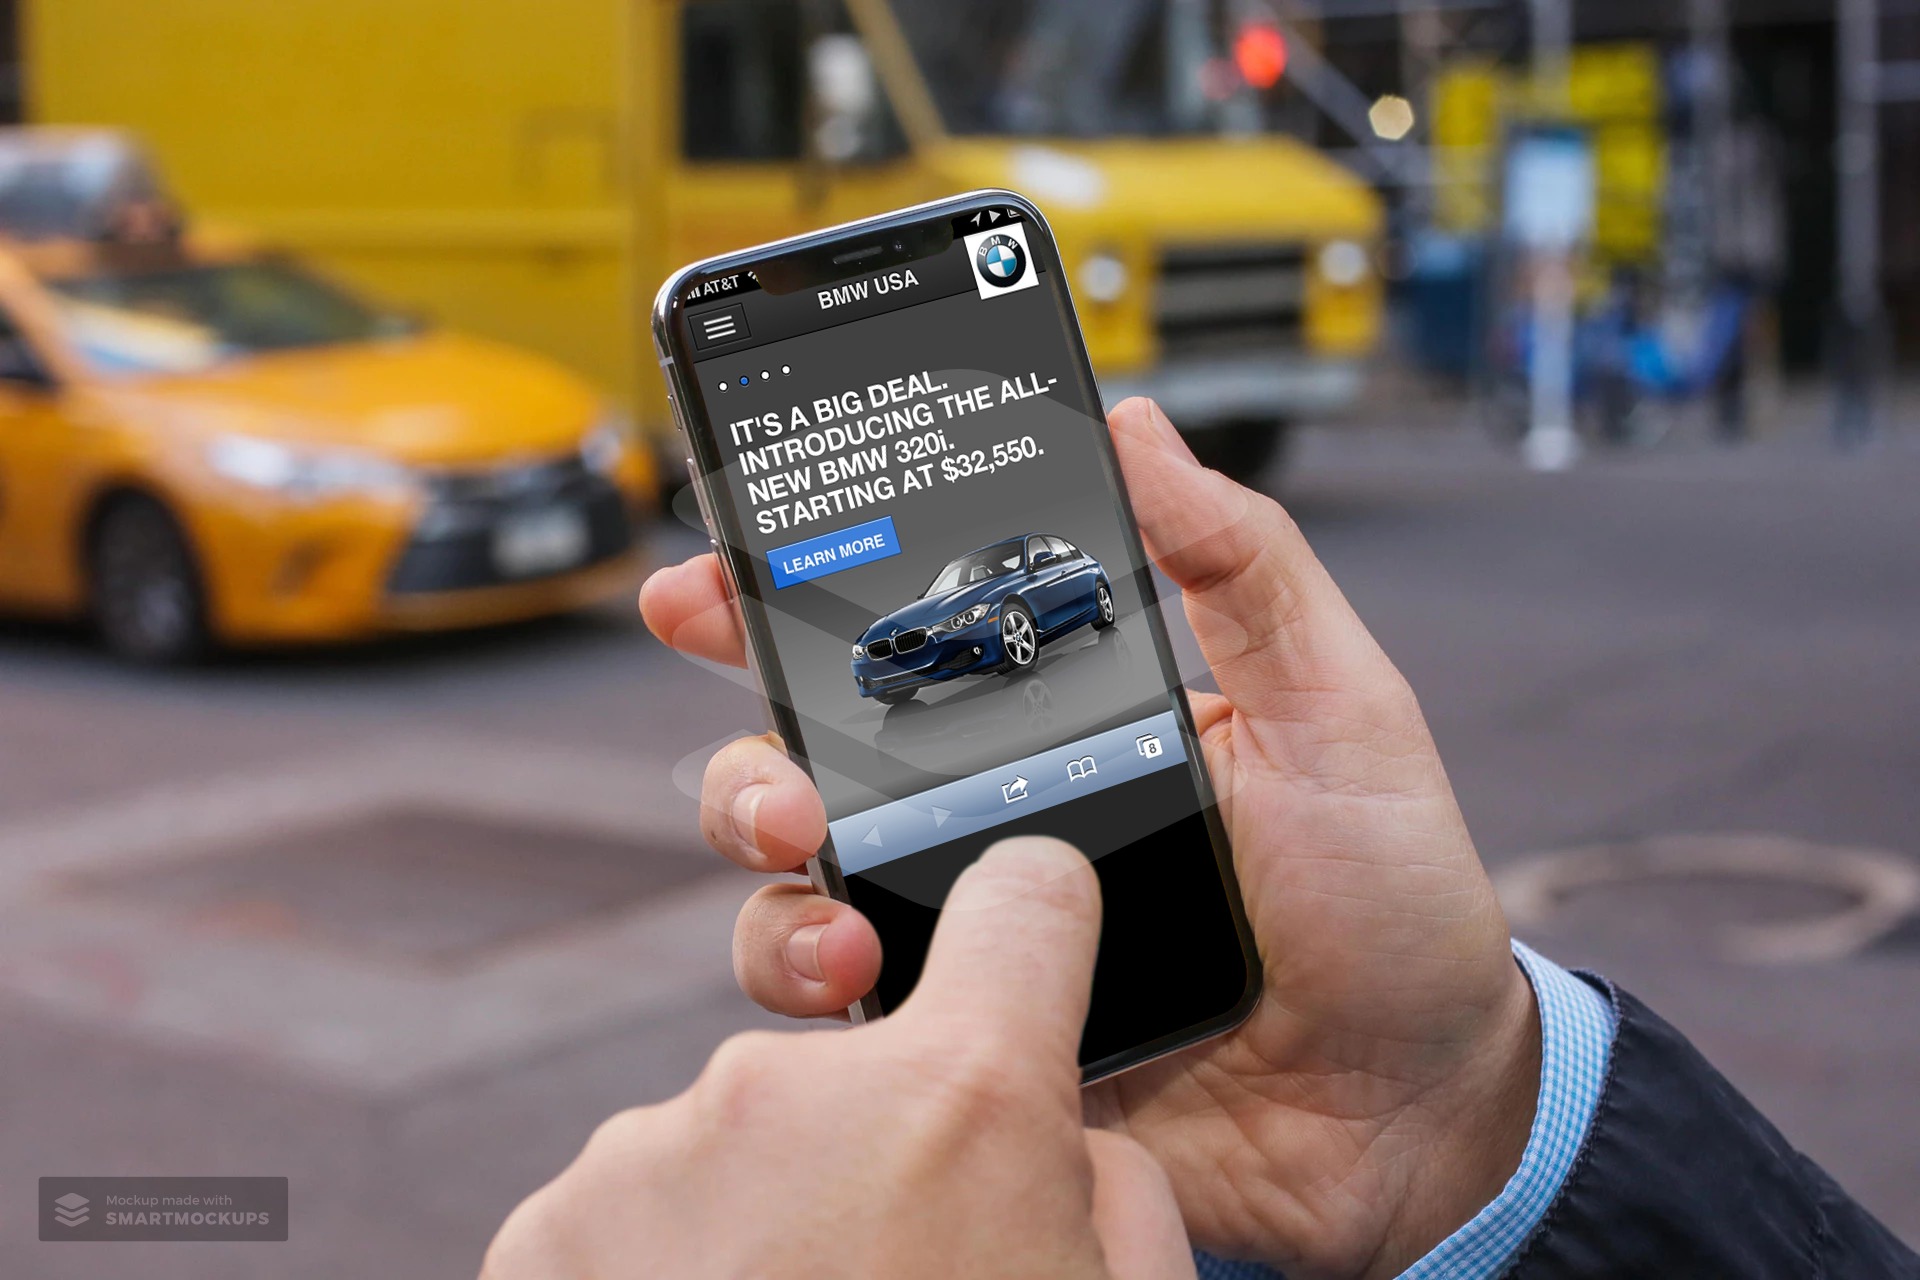 AT&T
BMW USA
BMW
IT'S A BIG DEAL.
INTRODUCING THE ALL-
NEW BMW 320i.
STARTING AT $32,550.
LEARN MORE
8
Mockup made with
SMARTMOCKUPS